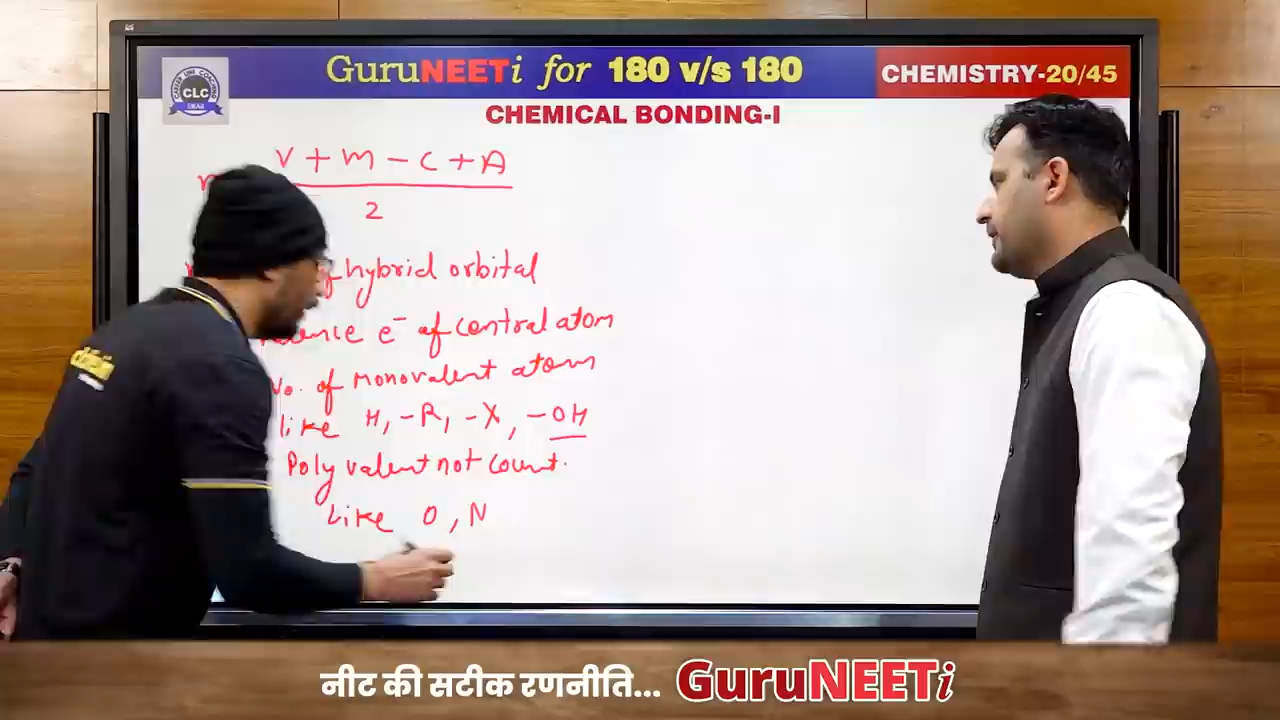 GuruNEETi for 180 v/s 180
CHEMISTRY-20/45
CLC
CHEMICAL BONDING-I
V + M - C + A
2
hybrid orbital
e⁻ of central atom
No. of monovalent atom
like H, -R, -X, -OH
Poly valent not count.
Like O, N
नीट की सटीक रणनीति... GuruNEETi